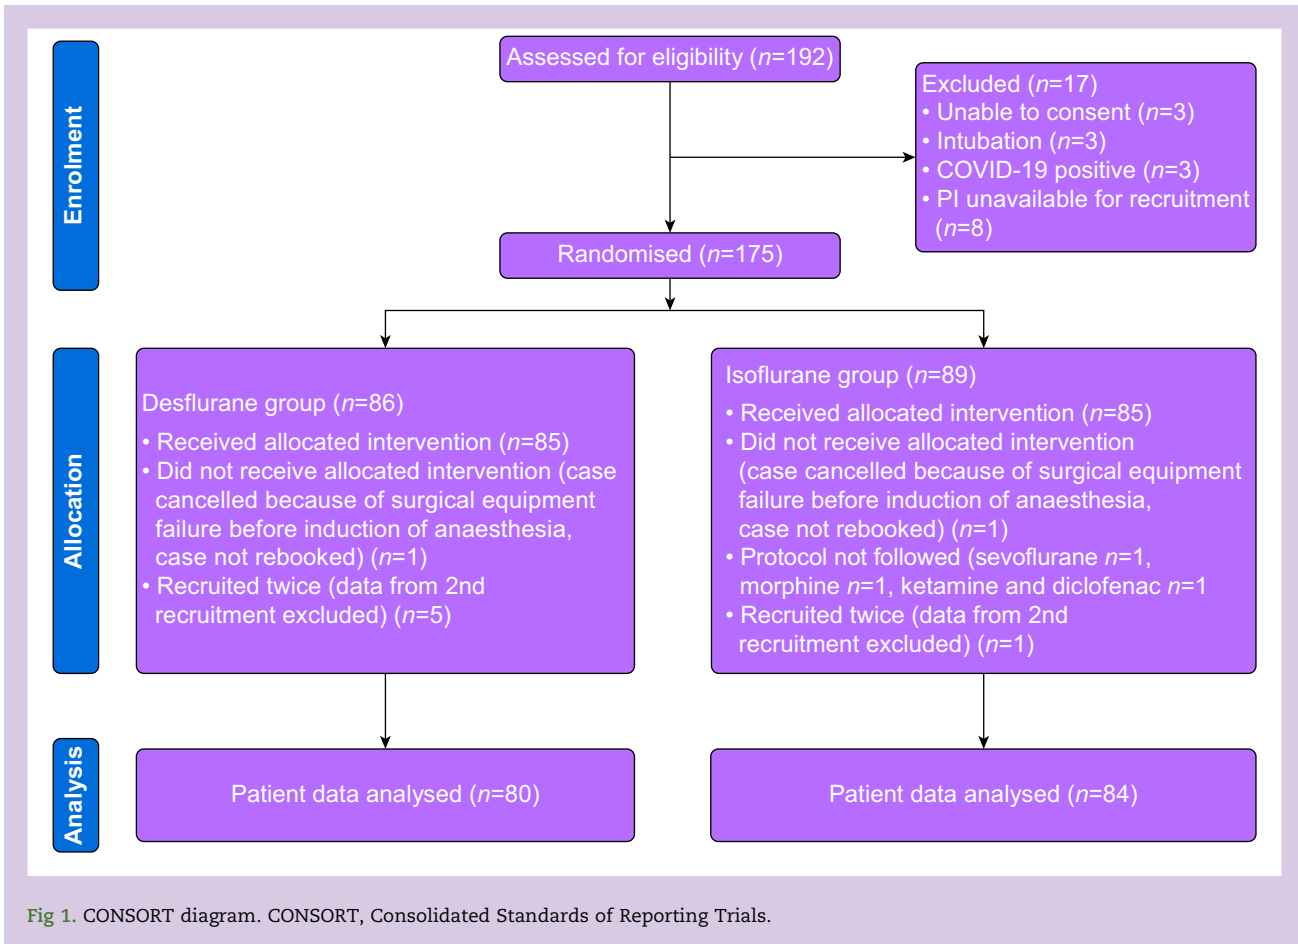 Enrolment
Assessed for eligibility (n=192)
Excluded (n=17)
• Unable to consent (n=3)
• Intubation (n=3)
• COVID-19 positive (n=3)
• PI unavailable for recruitment
(n=8)
Randomised (n=175)
Allocation
Desflurane group (n=86)
• Received allocated intervention (n=85)
• Did not receive allocated intervention (case
cancelled because of surgical equipment
failure before induction of anaesthesia,
case not rebooked) (n=1)
• Recruited twice (data from 2nd
recruitment excluded) (n=5)
Isoflurane group (n=89)
• Received allocated intervention (n=85)
• Did not receive allocated intervention
(case cancelled because of surgical equipment
failure before induction of anaesthesia,
case not rebooked) (n=1)
• Protocol not followed (sevoflurane n=1,
morphine n=1, ketamine and diclofenac n=1
• Recruited twice (data from 2nd
recruitment excluded) (n=1)
Analysis
Patient data analysed (n=80)
Patient data analysed (n=84)
Fig 1. CONSORT diagram. CONSORT, Consolidated Standards of Reporting Trials.